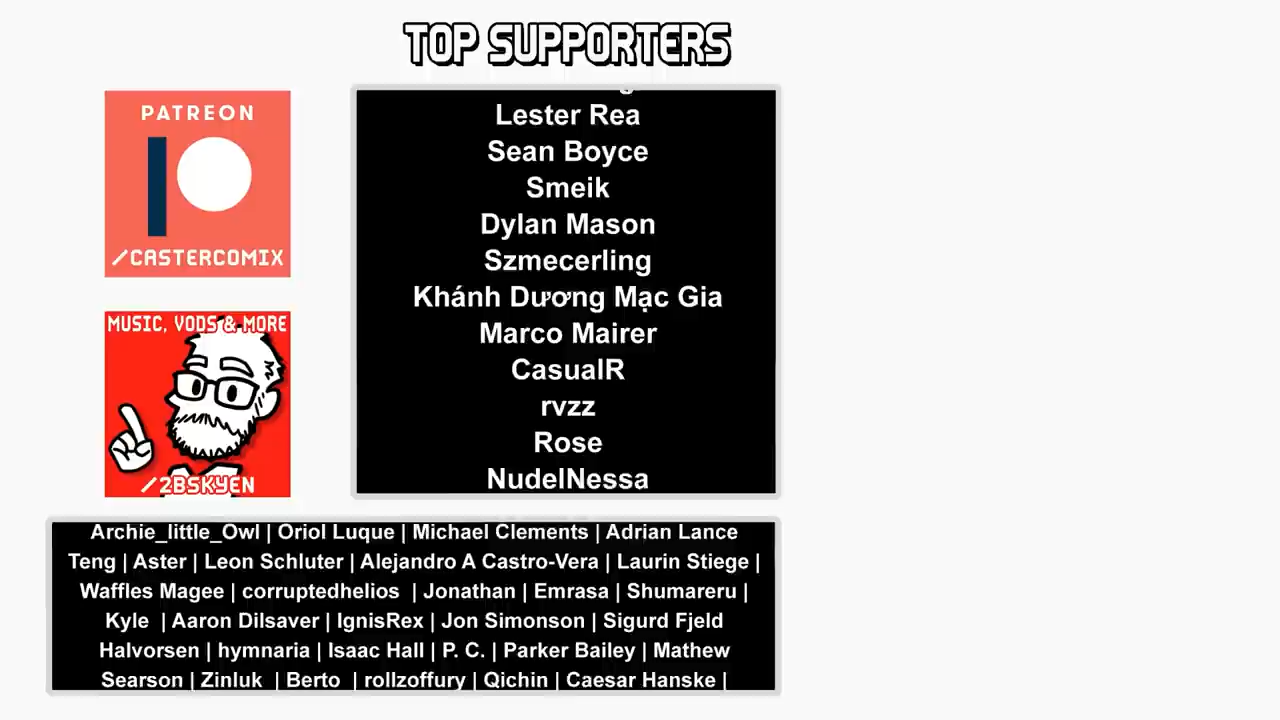 TOP SUPPORTERS
PATREON
/CASTERCOMIX
MUSIC, VODS & MORE
/2BSKYEN
Lester Rea
Sean Boyce
Smeik
Dylan Mason
Szmecerling
Khánh Dương Mạc Gia
Marco Mairer
CasualR
rvzz
Rose
NudelNessa
Archie_little_Owl | Oriol Luque | Michael Clements | Adrian Lance
Teng | Aster | Leon Schluter | Alejandro A Castro-Vera | Laurin Stiege |
Waffles Magee | corruptedhelios | Jonathan | Emrasa | Shumareru |
Kyle | Aaron Dilsaver | IgnisRex | Jon Simonson | Sigurd Fjeld
Halvorsen | hymnaria | Isaac Hall | P. C. | Parker Bailey | Mathew
Searson | Zinluk | Berto | rollzoffury | Qichin | Caesar Hanske |